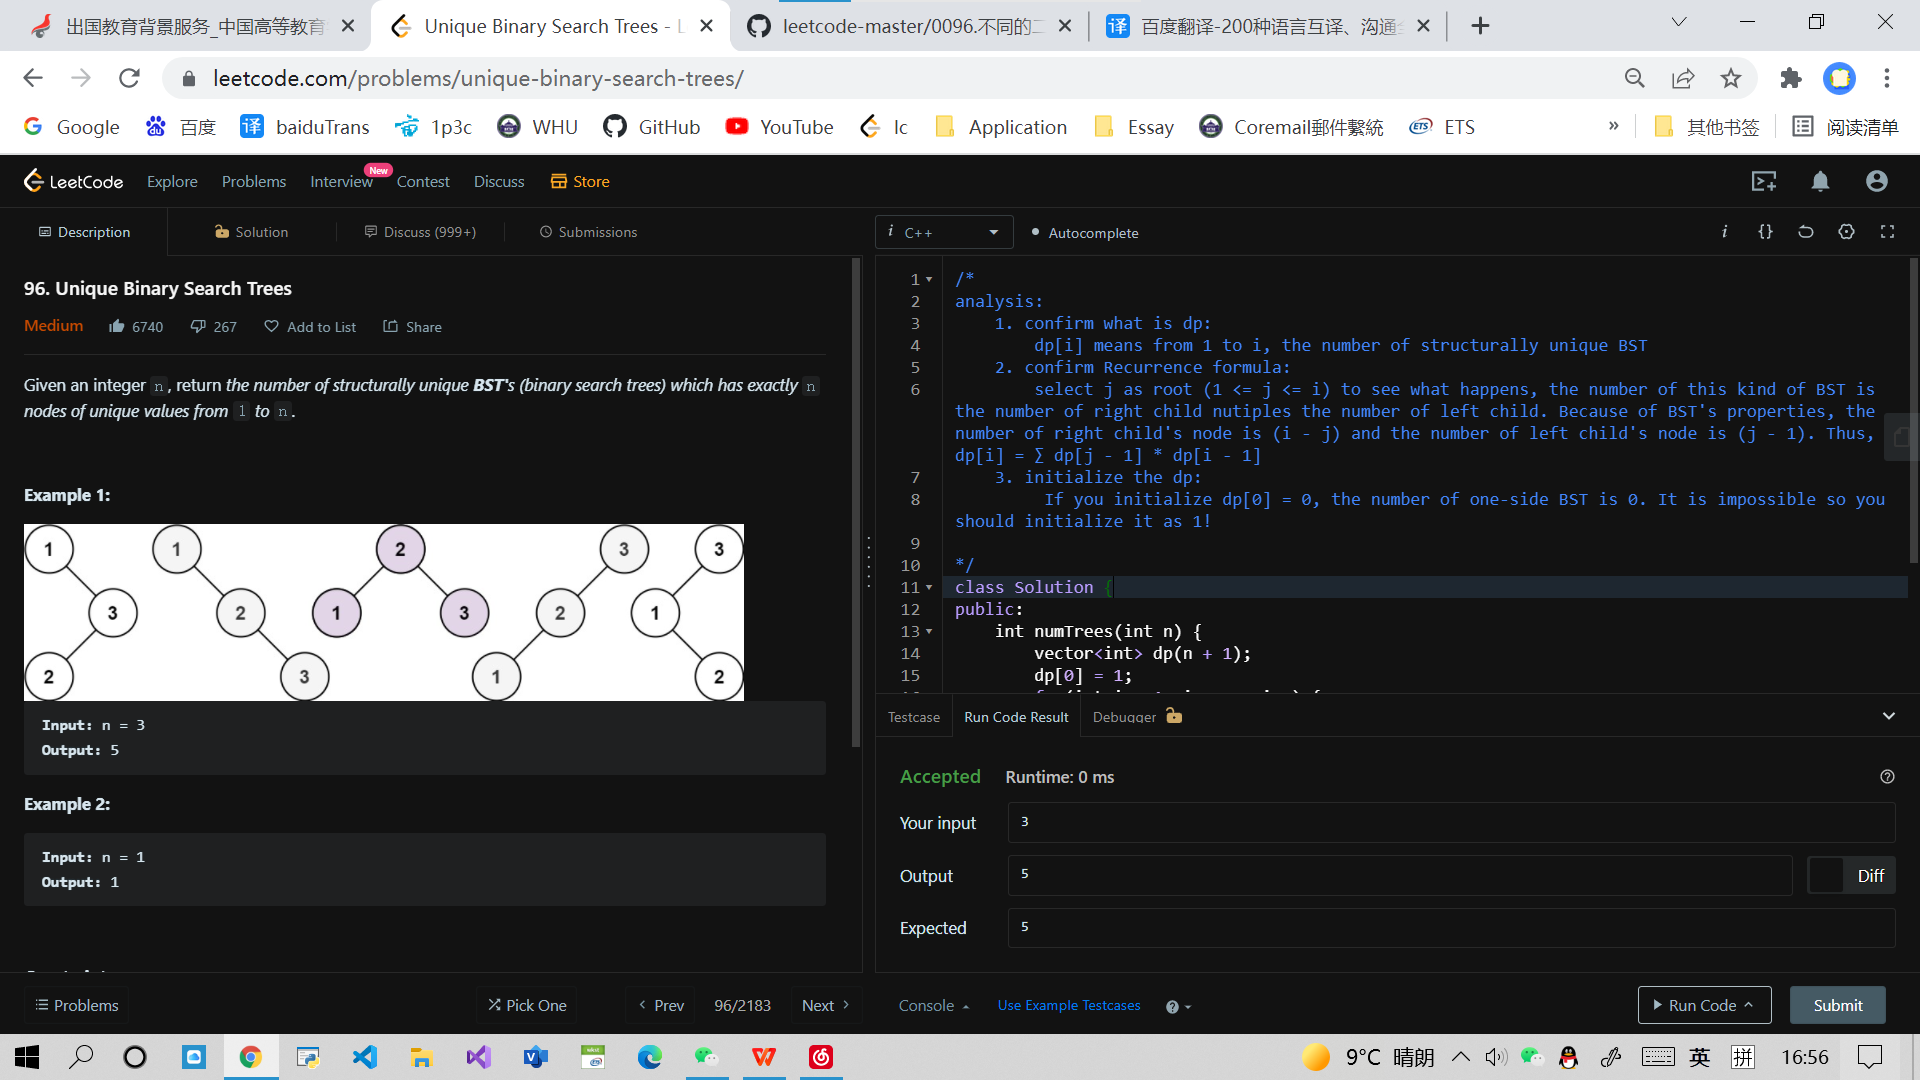 出国教育背景服务_中国高等教育
Unique Binary Search Trees - L
leetcode-master/0096.不同的二
百度翻译-200种语言互译、沟通全
leetcode.com/problems/unique-binary-search-trees/
Google 百度 baiduTrans 1p3c WHU GitHub YouTube lc Application Essay Coremail郵件繫統 ETS » 其他书签 阅读清单
LeetCode Explore Problems Interview New Contest Discuss Store
Description Solution Discuss (999+) Submissions
96. Unique Binary Search Trees
Medium 6740 267 Add to List Share
Given an integer n, return the number of structurally unique BST's (binary search trees) which has exactly n
nodes of unique values from 1 to n.
Example 1:
1 1 2 3 3
3 2 1 3 2 1
2 3 1 2
Input: n = 3
Output: 5
Example 2:
Input: n = 1
Output: 1
Problems Pick One Prev 96/2183 Next
i C++ Autocomplete
1 /*
2 analysis:
3 1. confirm what is dp:
4 dp[i] means from 1 to i, the number of structurally unique BST
5 2. confirm Recurrence formula:
6 select j as root (1 <= j <= i) to see what happens, the number of this kind of BST is
the number of right child nutiples the number of left child. Because of BST's properties, the
number of right child's node is (i - j) and the number of left child's node is (j - 1). Thus,
dp[i] = ∑ dp[j - 1] * dp[i - 1]
7 3. initialize the dp:
8 If you initialize dp[0] = 0, the number of one-side BST is 0. It is impossible so you
should initialize it as 1!
9
10 */
11 class Solution {
12 public:
13 int numTrees(int n) {
14 vector<int> dp(n + 1);
15 dp[0] = 1;
Testcase Run Code Result Debugger
Accepted Runtime: 0 ms
Your input 3
Output 5 Diff
Expected 5
Console Use Example Testcases Run Code Submit
9°C 晴朗 英 拼 16:56